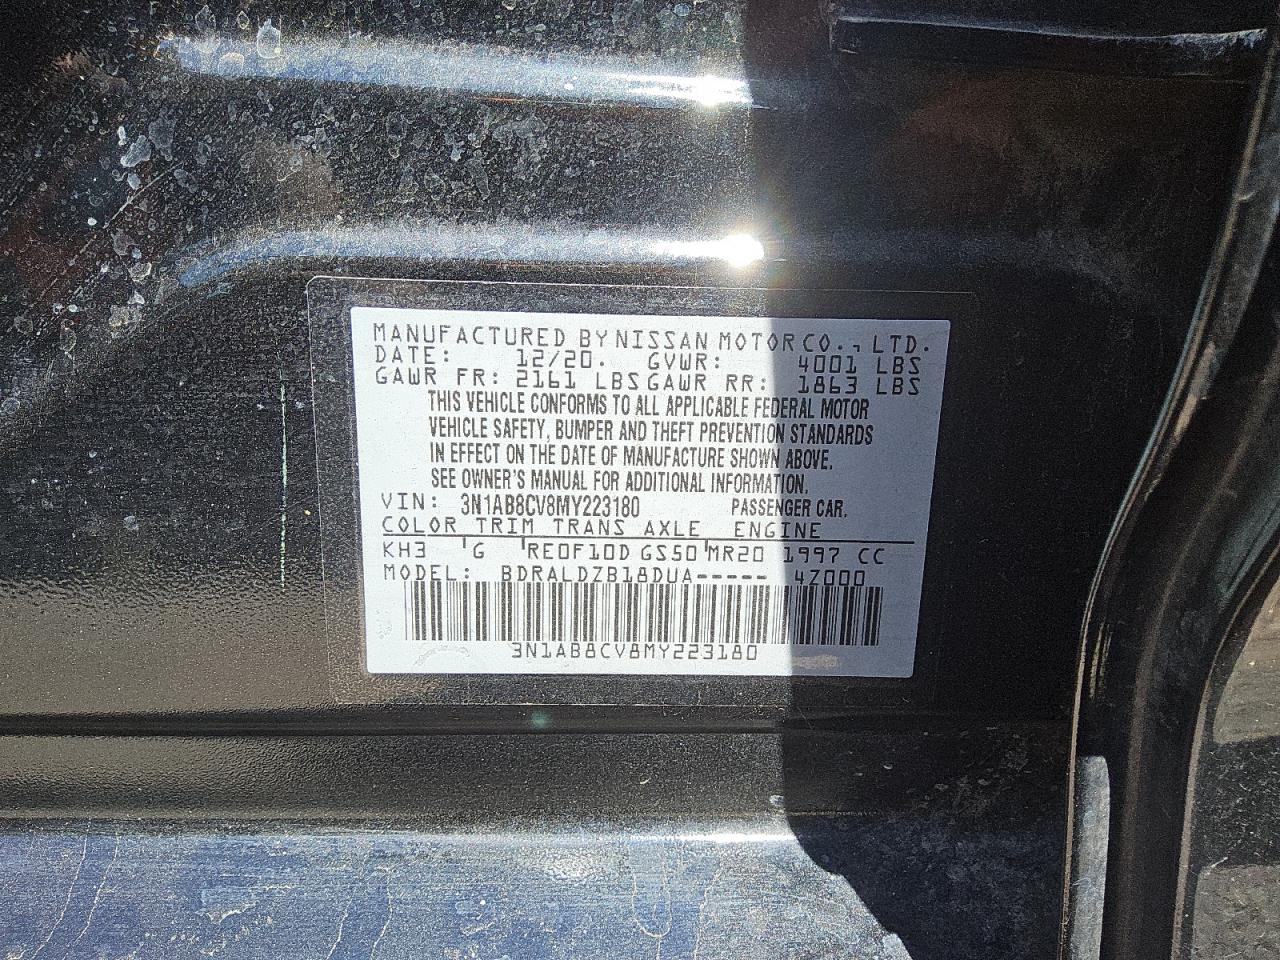 MANUFACTURED BY NISSAN MOTOR CO., LTD.
DATE: 12/20. GVWR: 4001 LBS
GAWR FR: 2161 LBS GAWR RR: 1863 LBS
THIS VEHICLE CONFORMS TO ALL APPLICABLE FEDERAL MOTOR
VEHICLE SAFETY, BUMPER AND THEFT PREVENTION STANDARDS
IN EFFECT ON THE DATE OF MANUFACTURE SHOWN ABOVE.
SEE OWNER'S MANUAL FOR ADDITIONAL INFORMATION.
VIN: 3N1AB8CV8MY223180 PASSENGER CAR.
COLOR TRIM TRANS AXLE ENGINE
KH3 G RE0F10D GS50 MR20 1997 CC
MODEL: BDRALDZB18DUA----- 4Z000
3N1AB8CV8MY223180